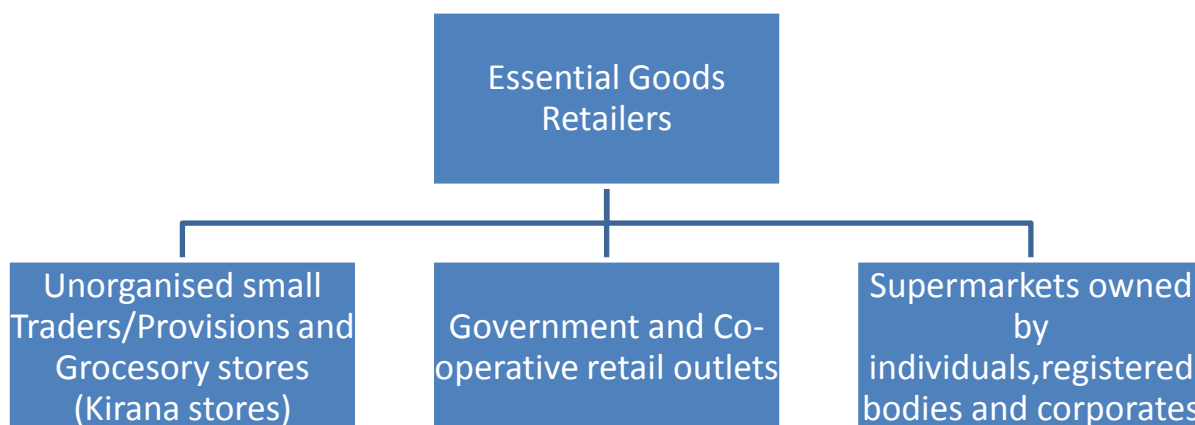 Essential Goods
Retailers
Unorganised small
Traders/Provisions and
Grocesory stores
(Kirana stores)
Government and Co-
operative retail outlets
Supermarkets owned
by
individuals,registered
bodies and corporates